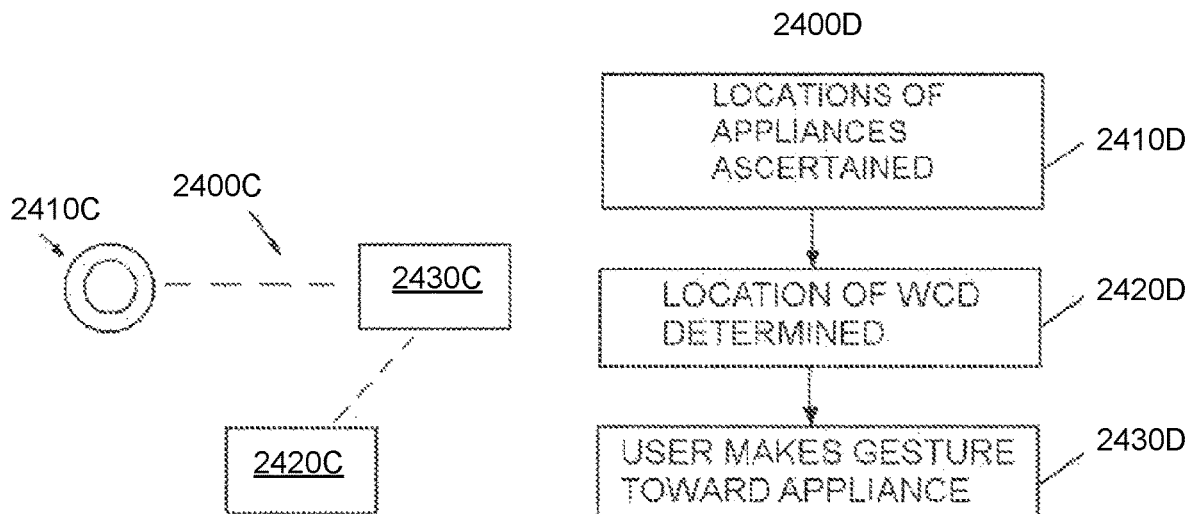 2410C
2400C
2430C
2420C
2400D
LOCATIONS OF
APPLIANCES
ASCERTAINED
2410D
LOCATION OF WCD
DETERMINED
2420D
USER MAKES GESTURE
TOWARD APPLIANCE
2430D